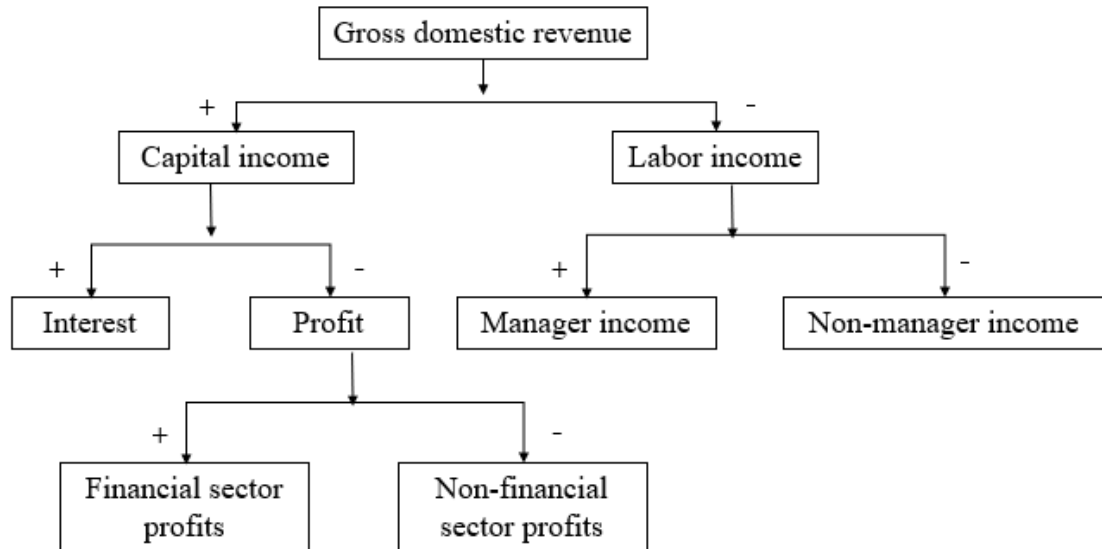 Gross domestic revenue
+
-
Capital income
Labor income
+
-
+
-
Interest
Profit
Manager income
Non-manager income
+
-
Financial sector
profits
Non-financial
sector profits